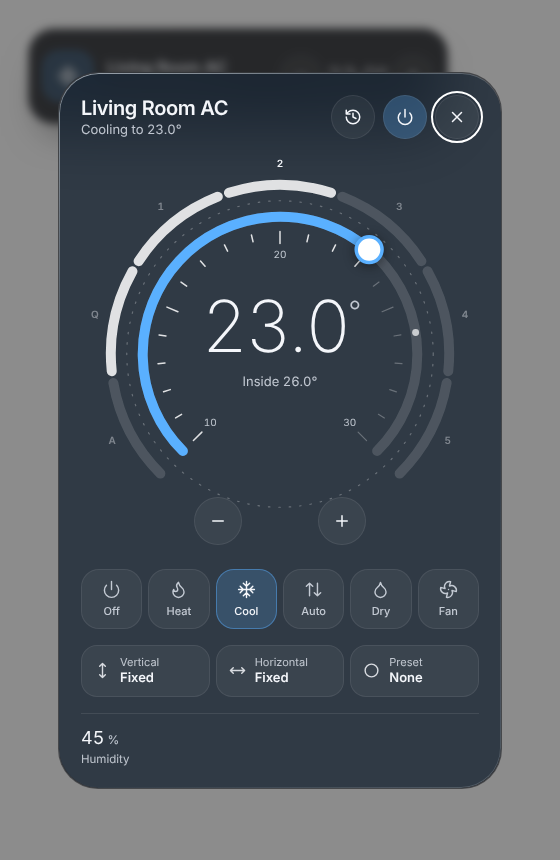 Living Room AC
Cooling to 23.0°
2
1
3
20
Q
4
23.0°
Inside 26.0°
10
30
A
5
Off
Heat
Cool
Auto
Dry
Fan
Vertical
Fixed
Horizontal
Fixed
Preset
None
45 %
Humidity